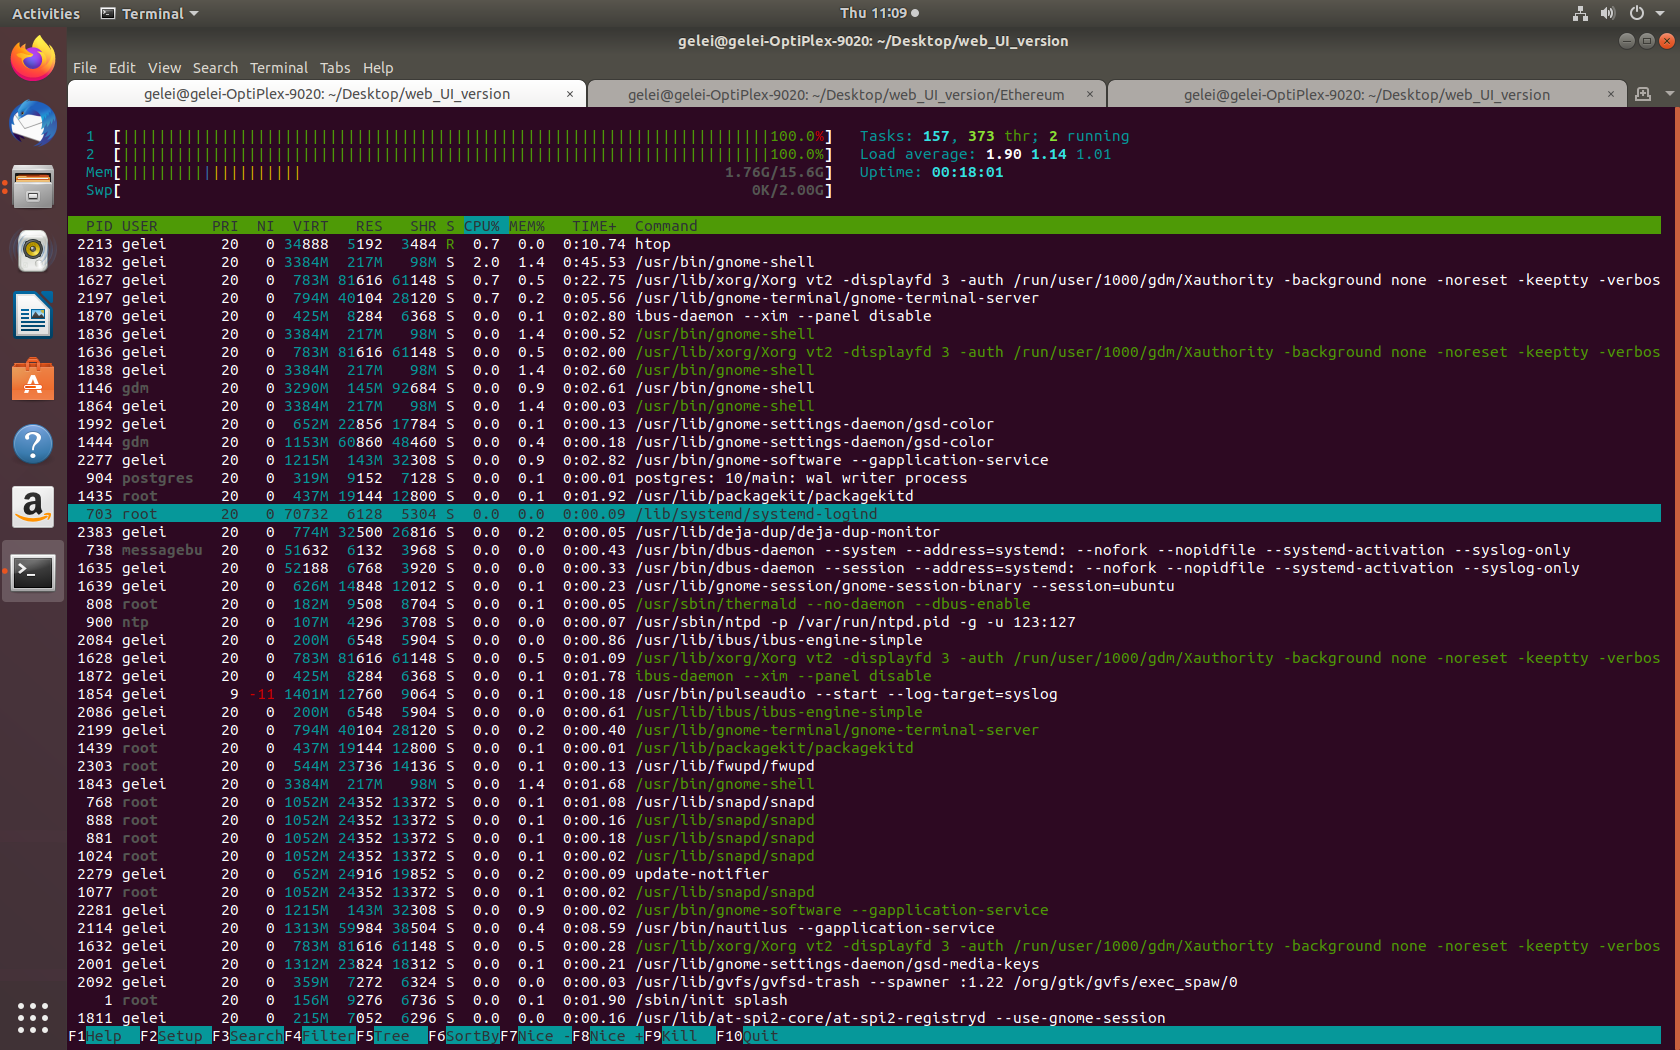 Activities Terminal Thu 11:09
gelei@gelei-OptiPlex-9020: ~/Desktop/web_UI_version
File Edit View Search Terminal Tabs Help
gelei@gelei-OptiPlex-9020: ~/Desktop/web_UI_version × gelei@gelei-OptiPlex-9020: ~/Desktop/web_UI_version/Ethereum × gelei@gelei-OptiPlex-9020: ~/Desktop/web_UI_version ×
1 [||||||||||||||||||||||||||||||||||||||||||||||||||||||||||||||||||||||||100.0%] Tasks: 157, 373 thr; 2 running
2 [||||||||||||||||||||||||||||||||||||||||||||||||||||||||||||||||||||||||100.0%] Load average: 1.90 1.14 1.01
Mem[|||||||||||||||||||| 1.76G/15.6G] Uptime: 00:18:01
Swp[ 0K/2.00G]
PID USER PRI NI VIRT RES SHR S CPU% MEM% TIME+ Command
2213 gelei 20 0 34888 5192 3484 R 0.7 0.0 0:10.74 htop
1832 gelei 20 0 3384M 217M 98M S 2.0 1.4 0:45.53 /usr/bin/gnome-shell
1627 gelei 20 0 783M 81616 61148 S 0.7 0.5 0:22.75 /usr/lib/xorg/Xorg vt2 -displayfd 3 -auth /run/user/1000/gdm/Xauthority -background none -noreset -keeptty -verbos
2197 gelei 20 0 794M 40104 28120 S 0.7 0.2 0:05.56 /usr/lib/gnome-terminal/gnome-terminal-server
1870 gelei 20 0 425M 8284 6368 S 0.0 0.1 0:02.80 ibus-daemon --xim --panel disable
1836 gelei 20 0 3384M 217M 98M S 0.0 1.4 0:00.52 /usr/bin/gnome-shell
1636 gelei 20 0 783M 81616 61148 S 0.0 0.5 0:02.00 /usr/lib/xorg/Xorg vt2 -displayfd 3 -auth /run/user/1000/gdm/Xauthority -background none -noreset -keeptty -verbos
1838 gelei 20 0 3384M 217M 98M S 0.0 1.4 0:02.60 /usr/bin/gnome-shell
1146 gdm 20 0 3290M 145M 92684 S 0.0 0.9 0:02.61 /usr/bin/gnome-shell
1864 gelei 20 0 3384M 217M 98M S 0.0 1.4 0:00.03 /usr/bin/gnome-shell
1992 gelei 20 0 652M 22856 17784 S 0.0 0.1 0:00.13 /usr/lib/gnome-settings-daemon/gsd-color
1444 gdm 20 0 1153M 60860 48460 S 0.0 0.4 0:00.18 /usr/lib/gnome-settings-daemon/gsd-color
2277 gelei 20 0 1215M 143M 32308 S 0.0 0.9 0:02.82 /usr/bin/gnome-software --gapplication-service
904 postgres 20 0 319M 9152 7128 S 0.0 0.1 0:00.01 postgres: 10/main: wal writer process
1435 root 20 0 437M 19144 12800 S 0.0 0.1 0:01.92 /usr/lib/packagekit/packagekitd
703 root 20 0 70732 6128 5304 S 0.0 0.0 0:00.09 /lib/systemd/systemd-logind
2383 gelei 20 0 774M 32500 26816 S 0.0 0.2 0:00.05 /usr/lib/deja-dup/deja-dup-monitor
738 messagebu 20 0 51632 6132 3968 S 0.0 0.0 0:00.43 /usr/bin/dbus-daemon --system --address=systemd: --nofork --nopidfile --systemd-activation --syslog-only
1635 gelei 20 0 52188 6768 3920 S 0.0 0.0 0:00.33 /usr/bin/dbus-daemon --session --address=systemd: --nofork --nopidfile --systemd-activation --syslog-only
1639 gelei 20 0 626M 14848 12012 S 0.0 0.1 0:00.23 /usr/lib/gnome-session/gnome-session-binary --session=ubuntu
808 root 20 0 182M 9508 8704 S 0.0 0.1 0:00.05 /usr/sbin/thermald --no-daemon --dbus-enable
900 ntp 20 0 107M 4296 3708 S 0.0 0.0 0:00.07 /usr/sbin/ntpd -p /var/run/ntpd.pid -g -u 123:127
2084 gelei 20 0 200M 6548 5904 S 0.0 0.0 0:00.86 /usr/lib/ibus/ibus-engine-simple
1628 gelei 20 0 783M 81616 61148 S 0.0 0.5 0:01.09 /usr/lib/xorg/Xorg vt2 -displayfd 3 -auth /run/user/1000/gdm/Xauthority -background none -noreset -keeptty -verbos
1872 gelei 20 0 425M 8284 6368 S 0.0 0.1 0:01.78 ibus-daemon --xim --panel disable
1854 gelei 9 -11 1401M 12760 9064 S 0.0 0.1 0:00.18 /usr/bin/pulseaudio --start --log-target=syslog
2086 gelei 20 0 200M 6548 5904 S 0.0 0.0 0:00.61 /usr/lib/ibus/ibus-engine-simple
2199 gelei 20 0 794M 40104 28120 S 0.0 0.2 0:00.40 /usr/lib/gnome-terminal/gnome-terminal-server
1439 root 20 0 437M 19144 12800 S 0.0 0.1 0:00.01 /usr/lib/packagekit/packagekitd
2303 root 20 0 544M 23736 14136 S 0.0 0.1 0:00.13 /usr/lib/fwupd/fwupd
1843 gelei 20 0 3384M 217M 98M S 0.0 1.4 0:01.68 /usr/bin/gnome-shell
768 root 20 0 1052M 24352 13372 S 0.0 0.1 0:01.08 /usr/lib/snapd/snapd
888 root 20 0 1052M 24352 13372 S 0.0 0.1 0:00.16 /usr/lib/snapd/snapd
881 root 20 0 1052M 24352 13372 S 0.0 0.1 0:00.18 /usr/lib/snapd/snapd
1024 root 20 0 1052M 24352 13372 S 0.0 0.1 0:00.02 /usr/lib/snapd/snapd
2279 gelei 20 0 652M 24916 19852 S 0.0 0.2 0:00.09 update-notifier
1077 root 20 0 1052M 24352 13372 S 0.0 0.1 0:00.02 /usr/lib/snapd/snapd
2281 gelei 20 0 1215M 143M 32308 S 0.0 0.9 0:00.02 /usr/bin/gnome-software --gapplication-service
2114 gelei 20 0 1313M 59984 38504 S 0.0 0.4 0:08.59 /usr/bin/nautilus --gapplication-service
1632 gelei 20 0 783M 81616 61148 S 0.0 0.5 0:00.28 /usr/lib/xorg/Xorg vt2 -displayfd 3 -auth /run/user/1000/gdm/Xauthority -background none -noreset -keeptty -verbos
2001 gelei 20 0 1312M 23824 18312 S 0.0 0.1 0:00.21 /usr/lib/gnome-settings-daemon/gsd-media-keys
2092 gelei 20 0 359M 7272 6324 S 0.0 0.0 0:00.03 /usr/lib/gvfs/gvfsd-trash --spawner :1.22 /org/gtk/gvfs/exec_spaw/0
1 root 20 0 156M 9276 6736 S 0.0 0.1 0:01.90 /sbin/init splash
1811 gelei 20 0 215M 7052 6296 S 0.0 0.0 0:00.16 /usr/lib/at-spi2-core/at-spi2-registryd --use-gnome-session
F1Help F2Setup F3SearchF4FilterF5Tree F6SortByF7Nice -F8Nice +F9Kill F10Quit